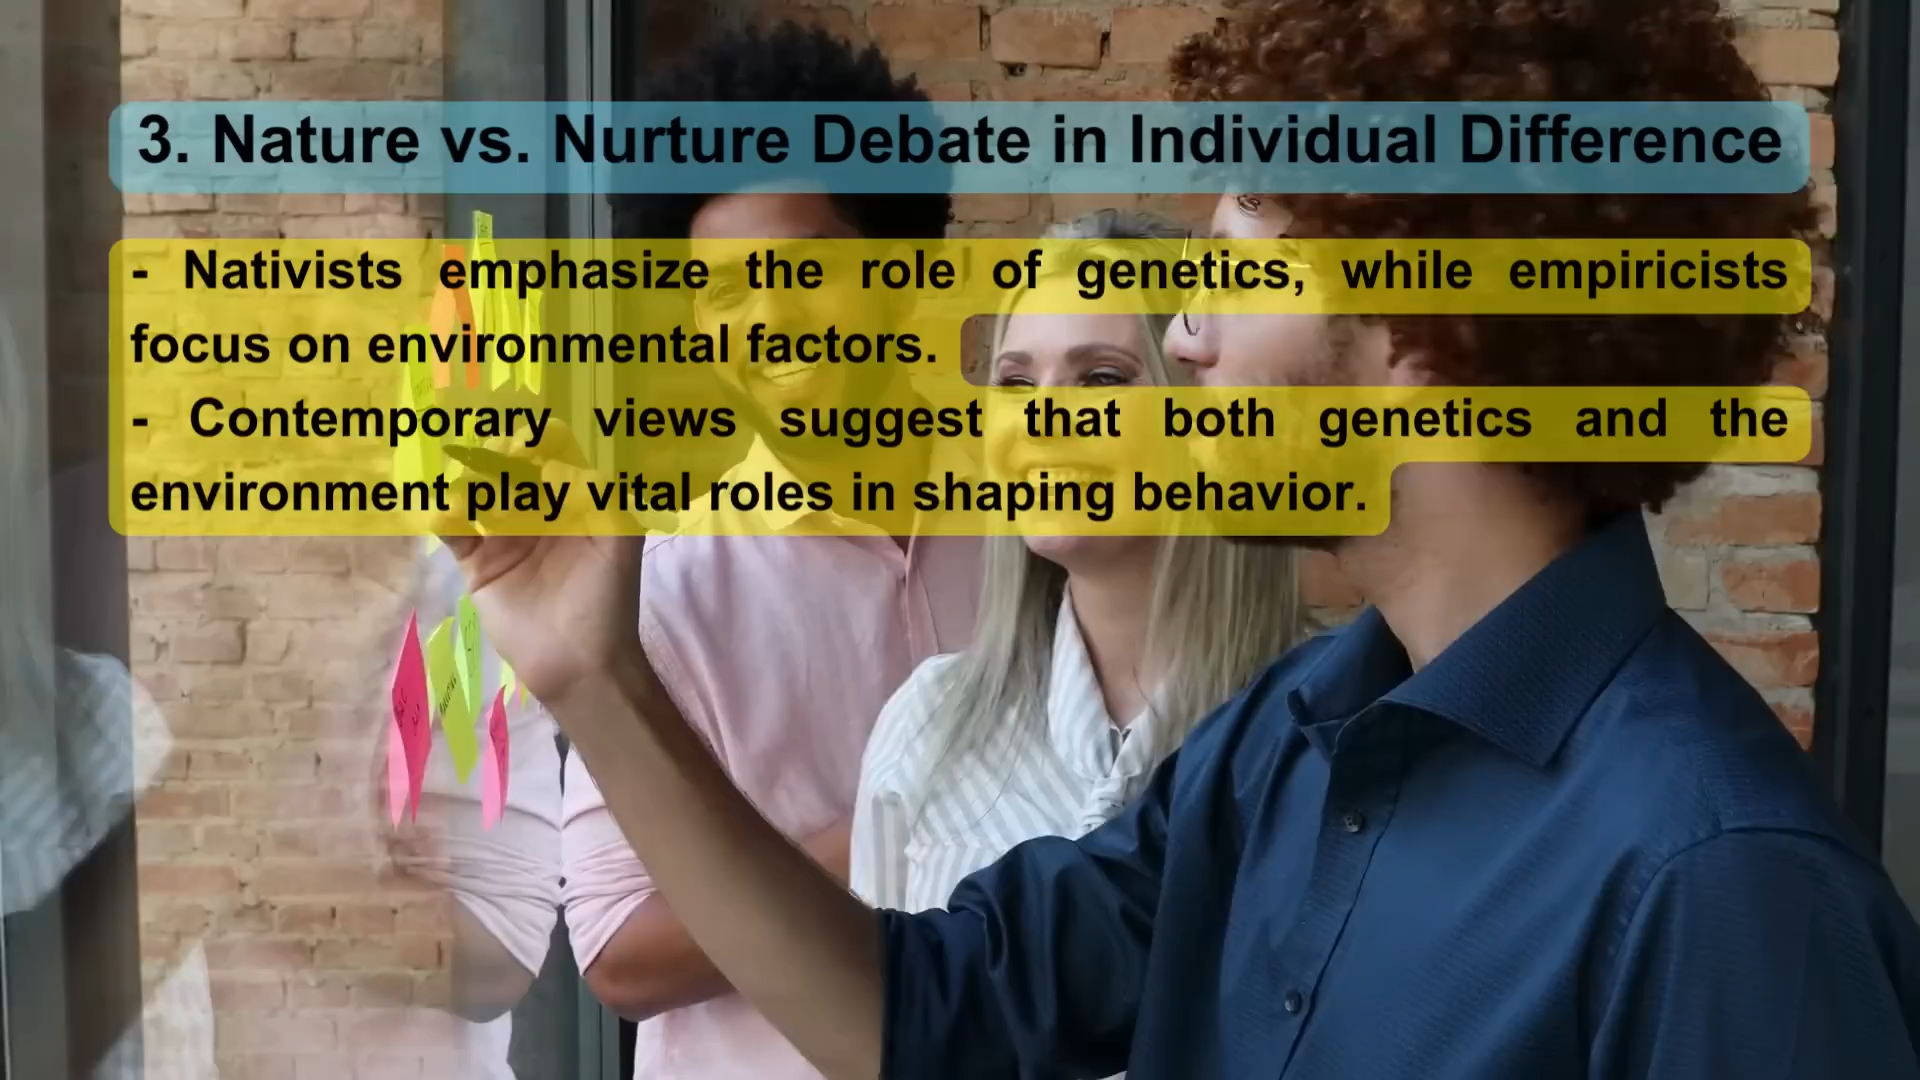 3. Nature vs. Nurture Debate in Individual Difference
- Nativists emphasize the role of genetics, while empiricists
focus on environmental factors.
- Contemporary views suggest that both genetics and the
environment play vital roles in shaping behavior.